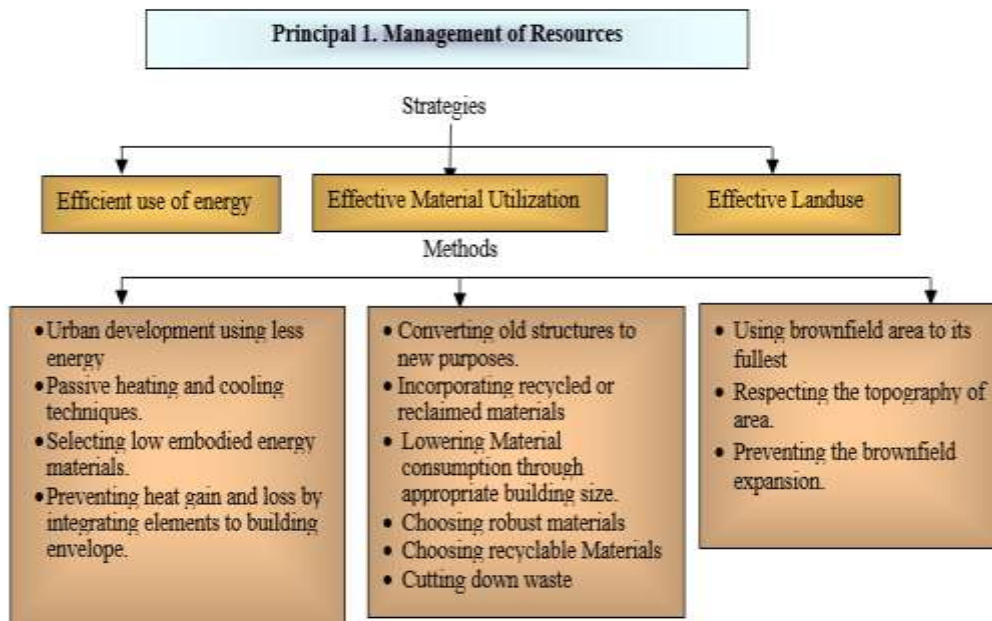 Principal 1. Management of Resources
Strategies
Efficient use of energy
Effective Material Utilization
Effective Landuse
Methods
•Urban development using less
energy
•Passive heating and cooling
techniques.
•Selecting low embodied energy
materials.
•Preventing heat gain and loss by
integrating elements to building
envelope.
• Converting old structures to
new purposes.
• Incorporating recycled or
reclaimed materials
• Lowering Material
consumption through
appropriate building size.
• Choosing robust materials
• Choosing recyclable Materials
• Cutting down waste
• Using brownfield area to its
fullest
• Respecting the topography of
area.
• Preventing the brownfield
expansion.